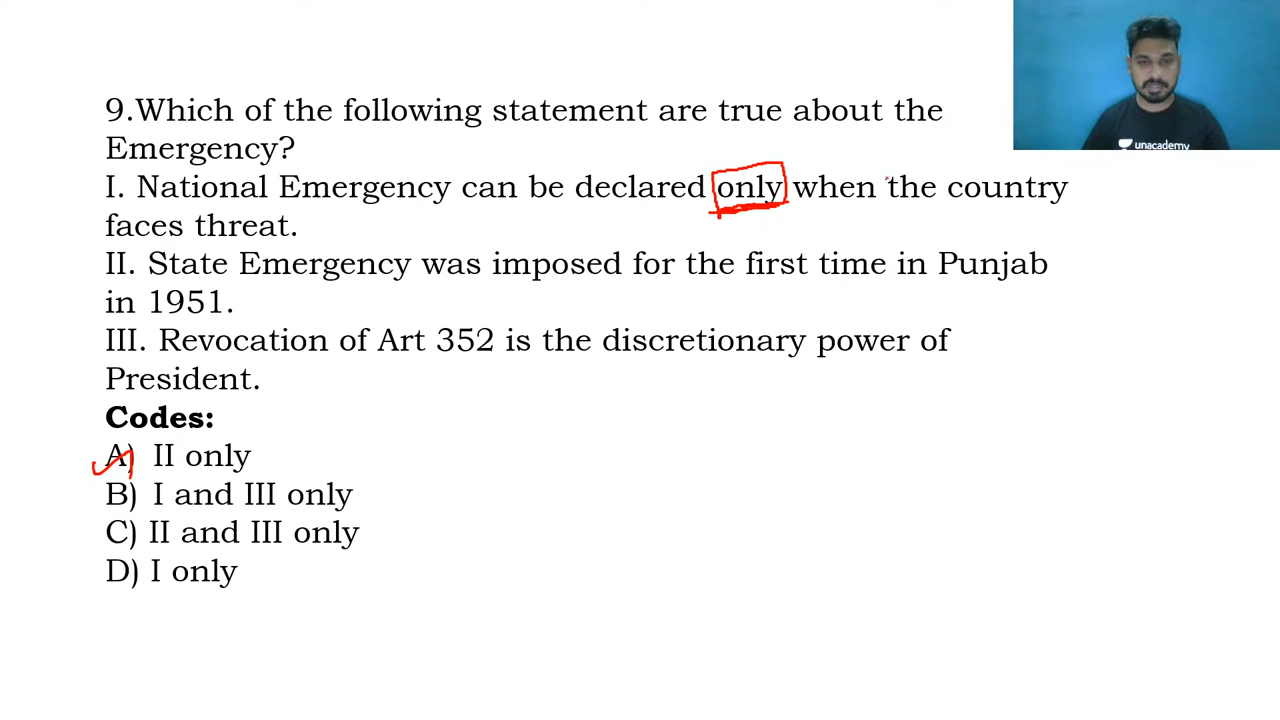 9.Which of the following statement are true about the
Emergency?
I. National Emergency can be declared only when the country
faces threat.
II. State Emergency was imposed for the first time in Punjab
in 1951.
III. Revocation of Art 352 is the discretionary power of
President.
Codes:
A) II only
B) I and III only
C) II and III only
D) I only
unacademy